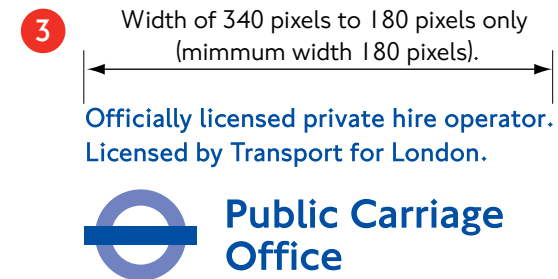 3
Width of 340 pixels to 180 pixels only
(mimmum width 180 pixels).
Officially licensed private hire operator.
Licensed by Transport for London.
Public Carriage
Office